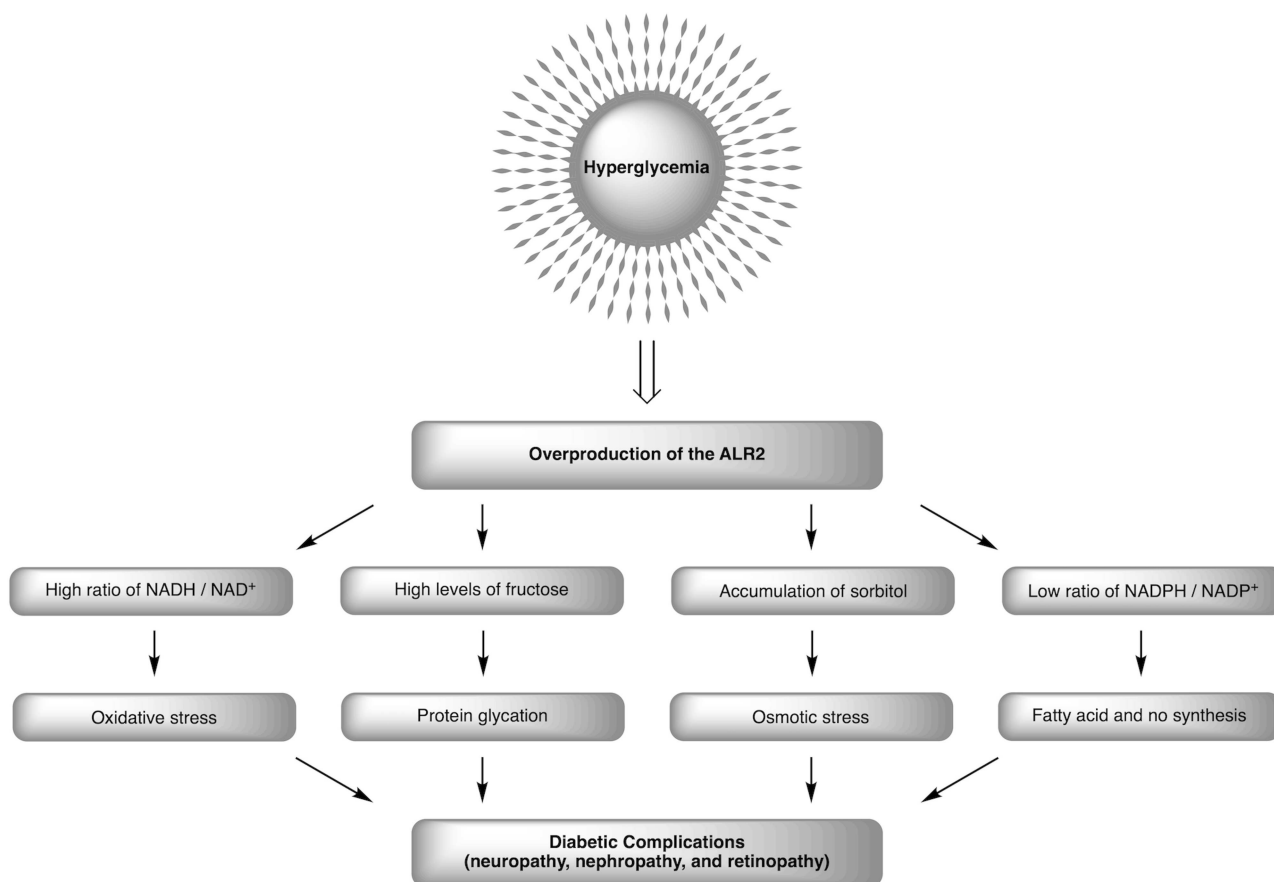 Hyperglycemia
Overproduction of the ALR2
High ratio of NADH / NAD⁺
High levels of fructose
Accumulation of sorbitol
Low ratio of NADPH / NADP⁺
Oxidative stress
Protein glycation
Osmotic stress
Fatty acid and no synthesis
Diabetic Complications
(neuropathy, nephropathy, and retinopathy)